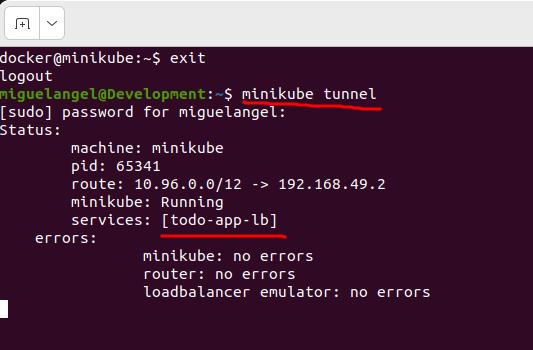 docker@minikube:~$ exit
logout
miguelangel@Development:~$ minikube tunnel
[sudo] password for miguelangel:
Status:
machine: minikube
pid: 65341
route: 10.96.0.0/12 -> 192.168.49.2
minikube: Running
services: [todo-app-lb]
errors:
minikube: no errors
router: no errors
loadbalancer emulator: no errors